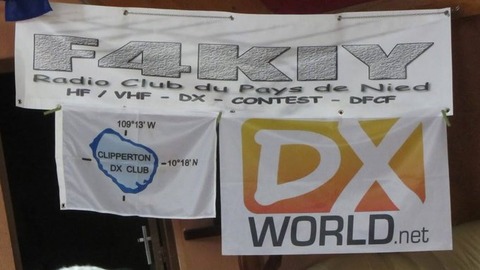 F4KIY
Radio Club du Pays de Nied
HF / VHF - DX - CONTEST - DFCF
109°13' W
CLIPPERTON
DX CLUB
10°18' N
DX
WORLD.net